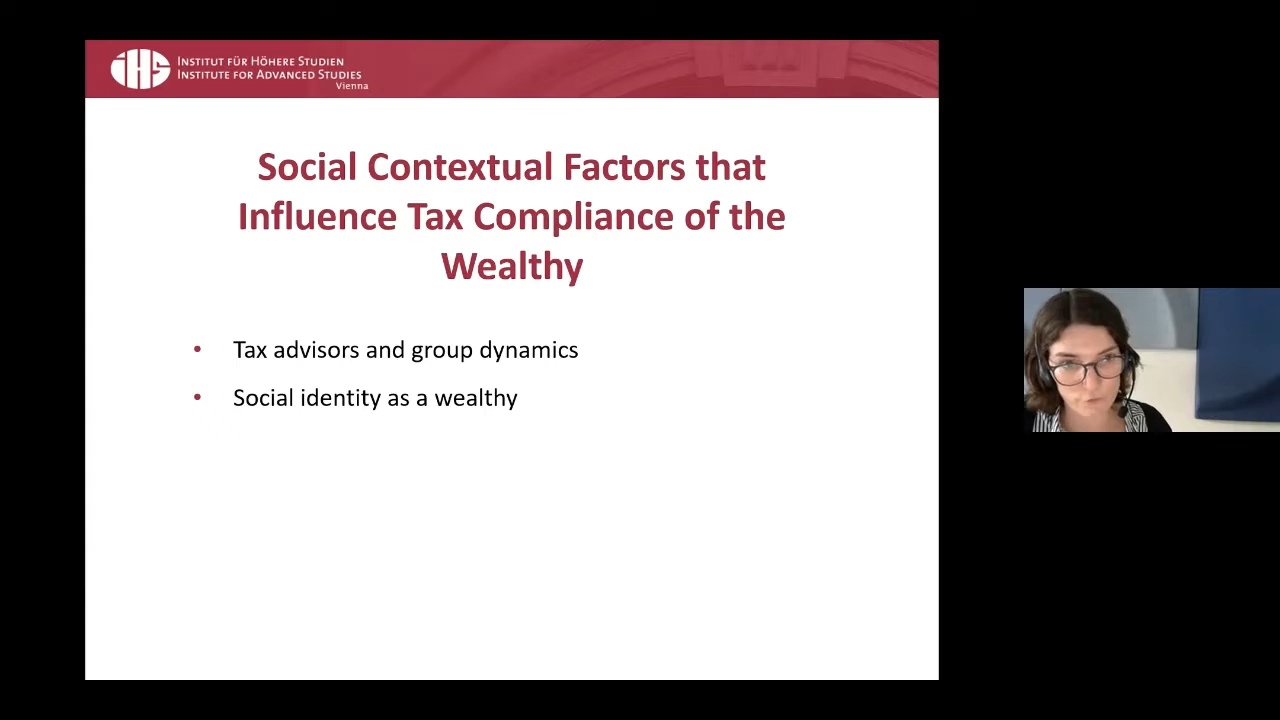 iHS
INSTITUT FÜR HÖHERE STUDIEN
INSTITUTE FOR ADVANCED STUDIES
Vienna
Social Contextual Factors that
Influence Tax Compliance of the
Wealthy
• Tax advisors and group dynamics
• Social identity as a wealthy